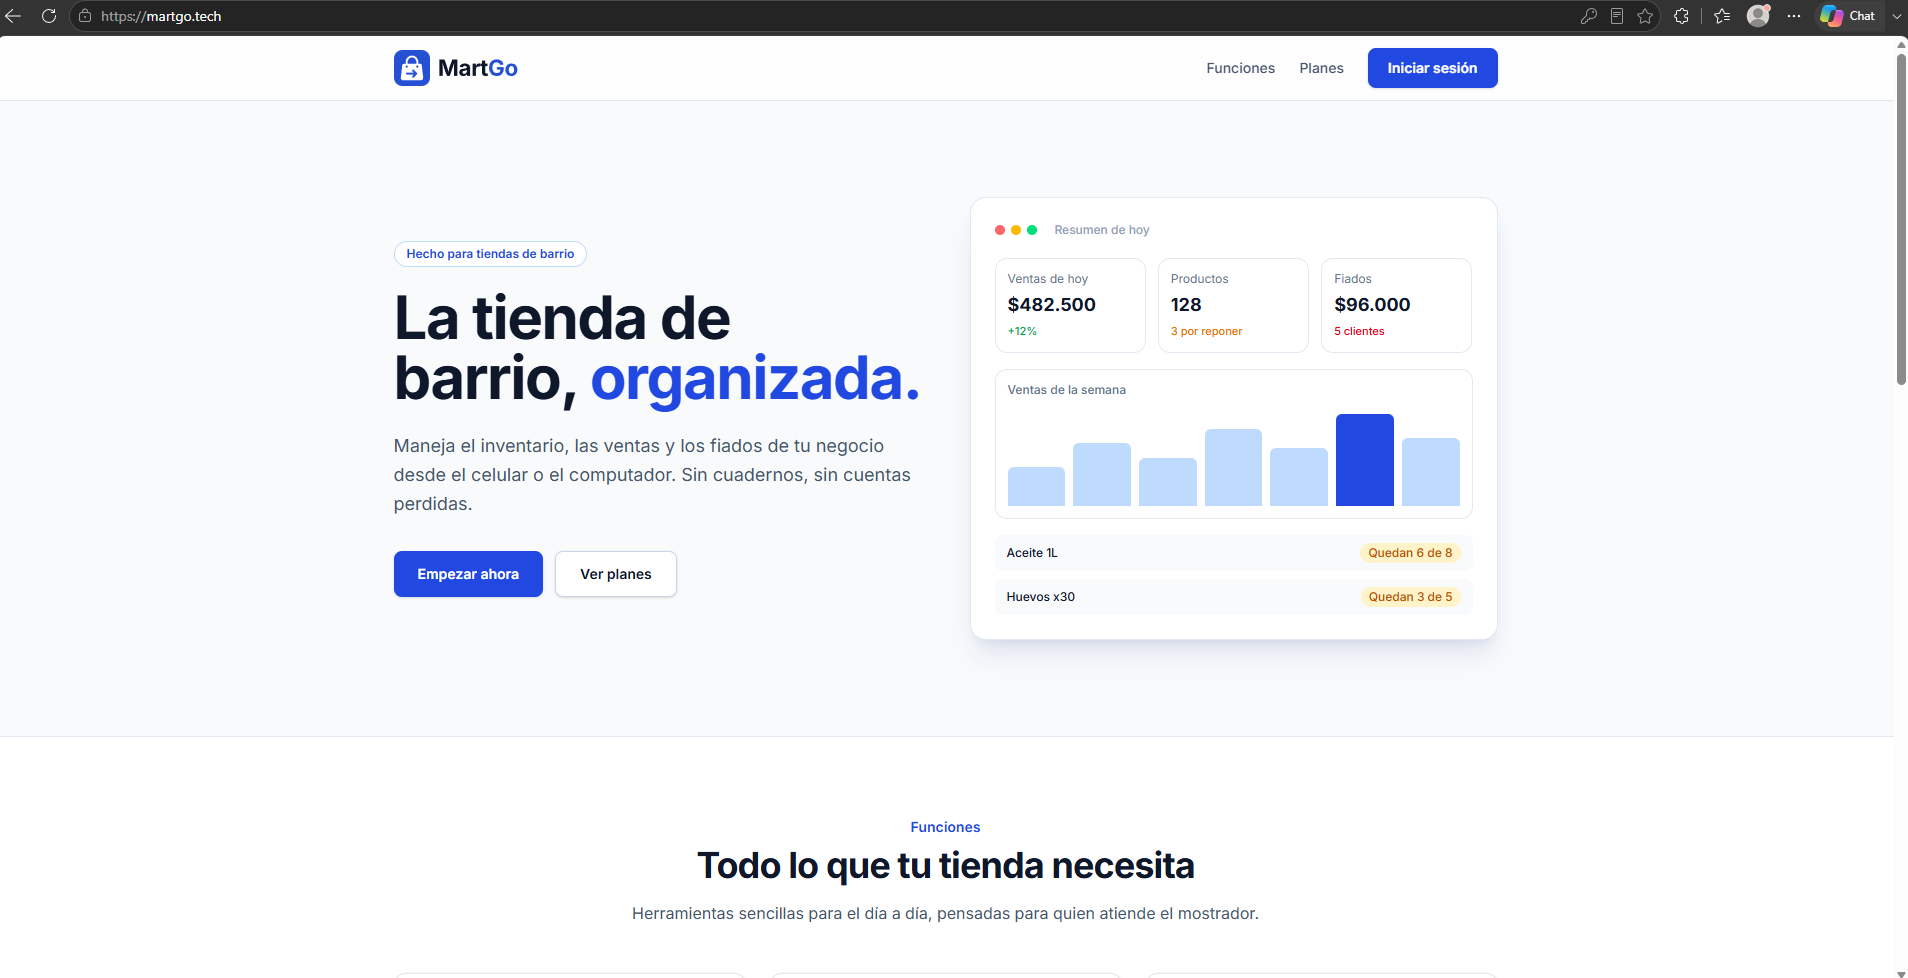 https://martgo.tech
Chat
MartGo
Funciones
Planes
Iniciar sesión
Hecho para tiendas de barrio
La tienda de
barrio, organizada.
Maneja el inventario, las ventas y los fiados de tu negocio
desde el celular o el computador. Sin cuadernos, sin cuentas
perdidas.
Empezar ahora
Ver planes
Resumen de hoy
Ventas de hoy
$482.500
+12%
Productos
128
3 por reponer
Fiados
$96.000
5 clientes
Ventas de la semana
Aceite 1L
Quedan 6 de 8
Huevos x30
Quedan 3 de 5
Funciones
Todo lo que tu tienda necesita
Herramientas sencillas para el día a día, pensadas para quien atiende el mostrador.